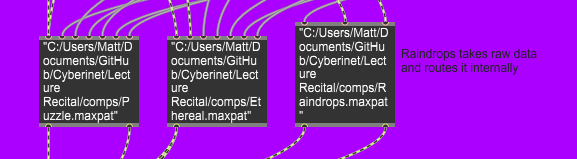 "C:/Users/Matt/D
ocuments/GitHu
b/Cyberinet/Lect
ure
Recital/comps/P
uzzle.maxpat"
"C:/Users/Matt/D
ocuments/GitHu
b/Cyberinet/Lect
ure
Recital/comps/Et
hereal.maxpat"
"C:/Users/Matt/D
ocuments/GitHu
b/Cyberinet/Lect
ure
Recital/comps/R
aindrops.maxpat
"
Raindrops takes raw data
and routes it internally